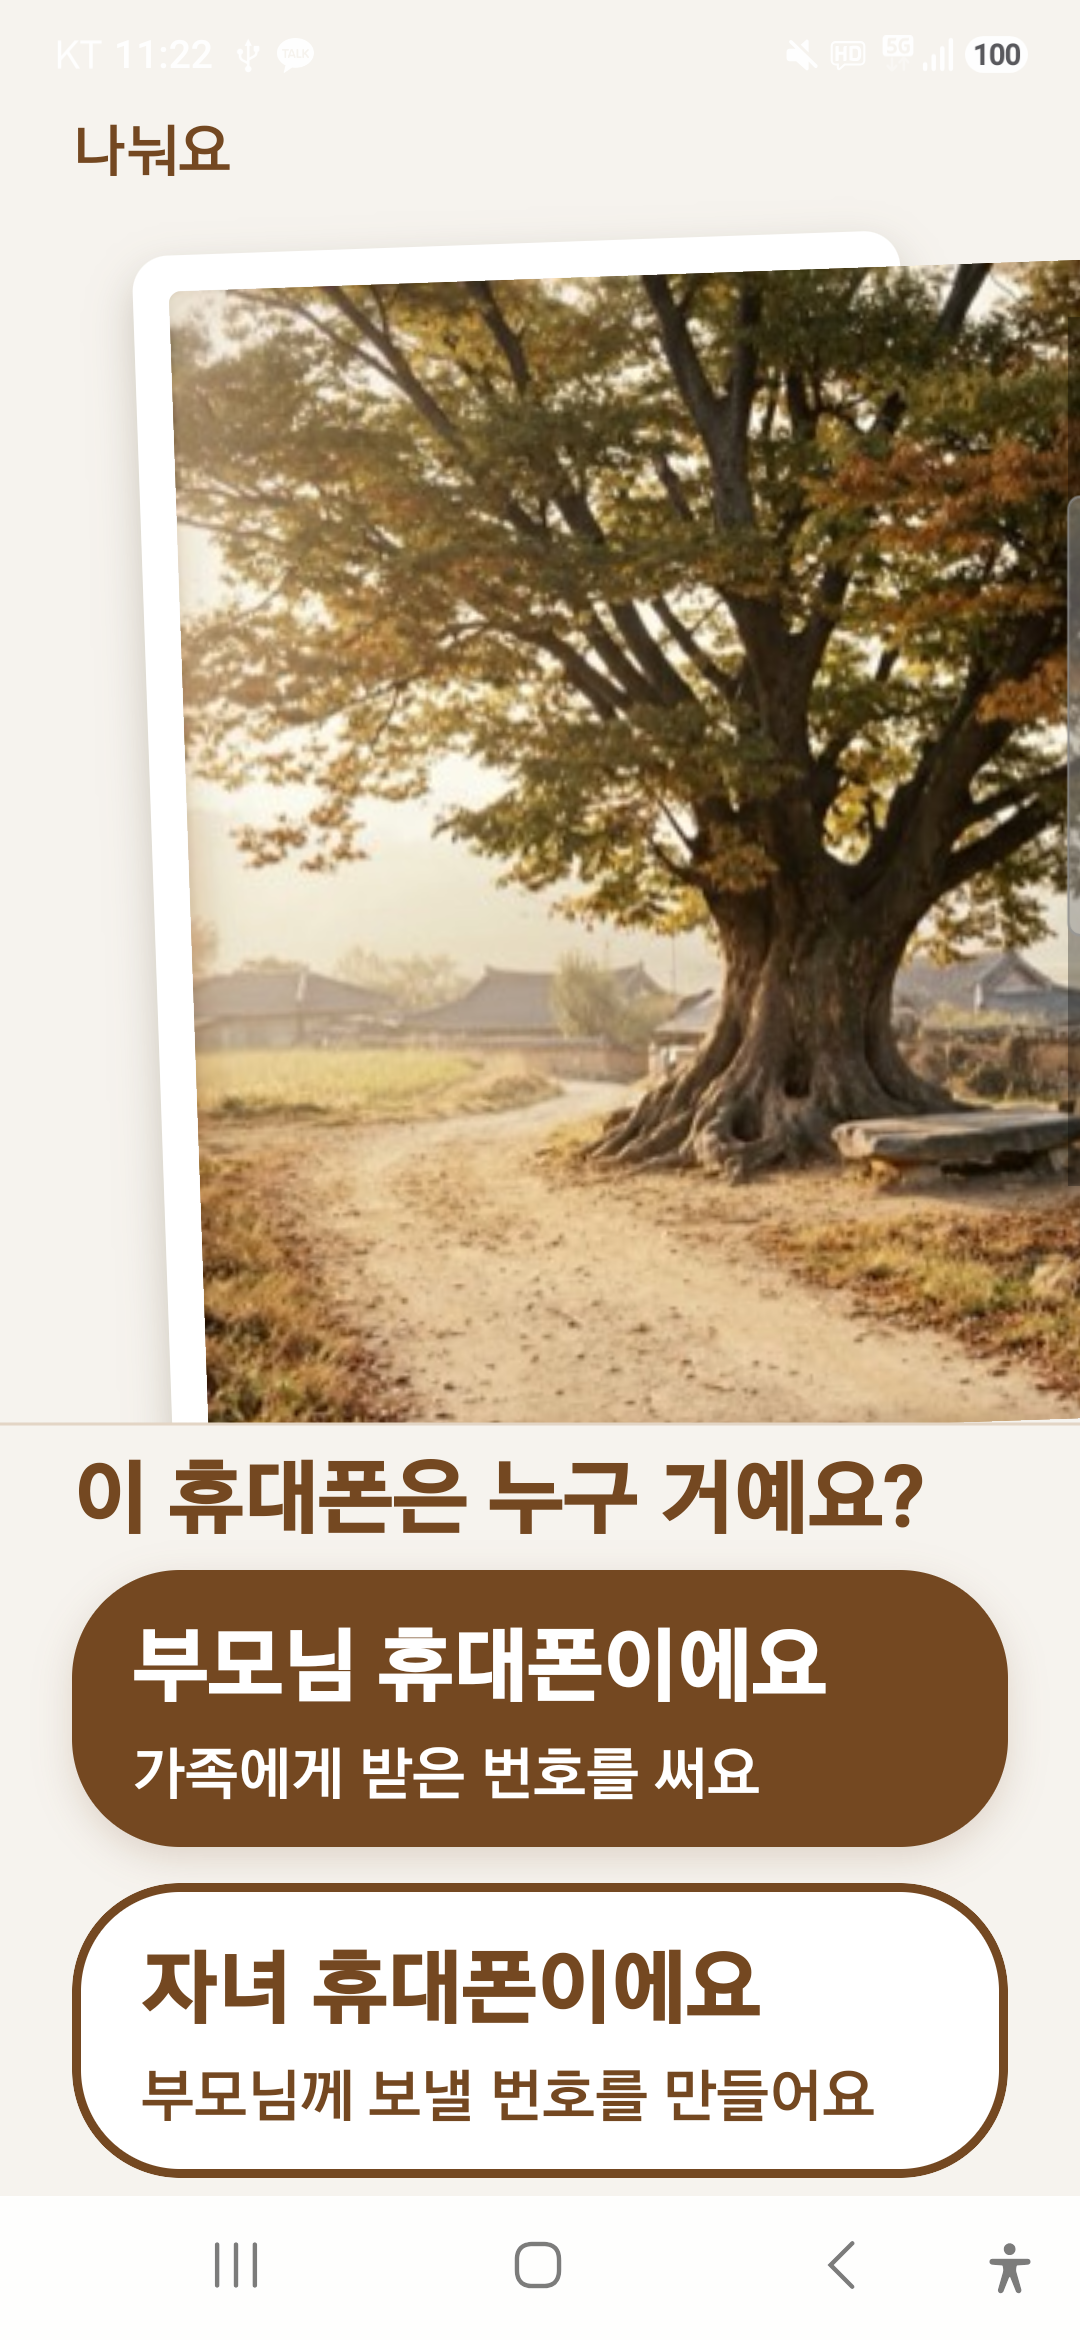 KT 11:22 TALK HD 5G 100
나눠요
이 휴대폰은 누구 거예요?
부모님 휴대폰이에요
가족에게 받은 번호를 써요
자녀 휴대폰이에요
부모님께 보낼 번호를 만들어요